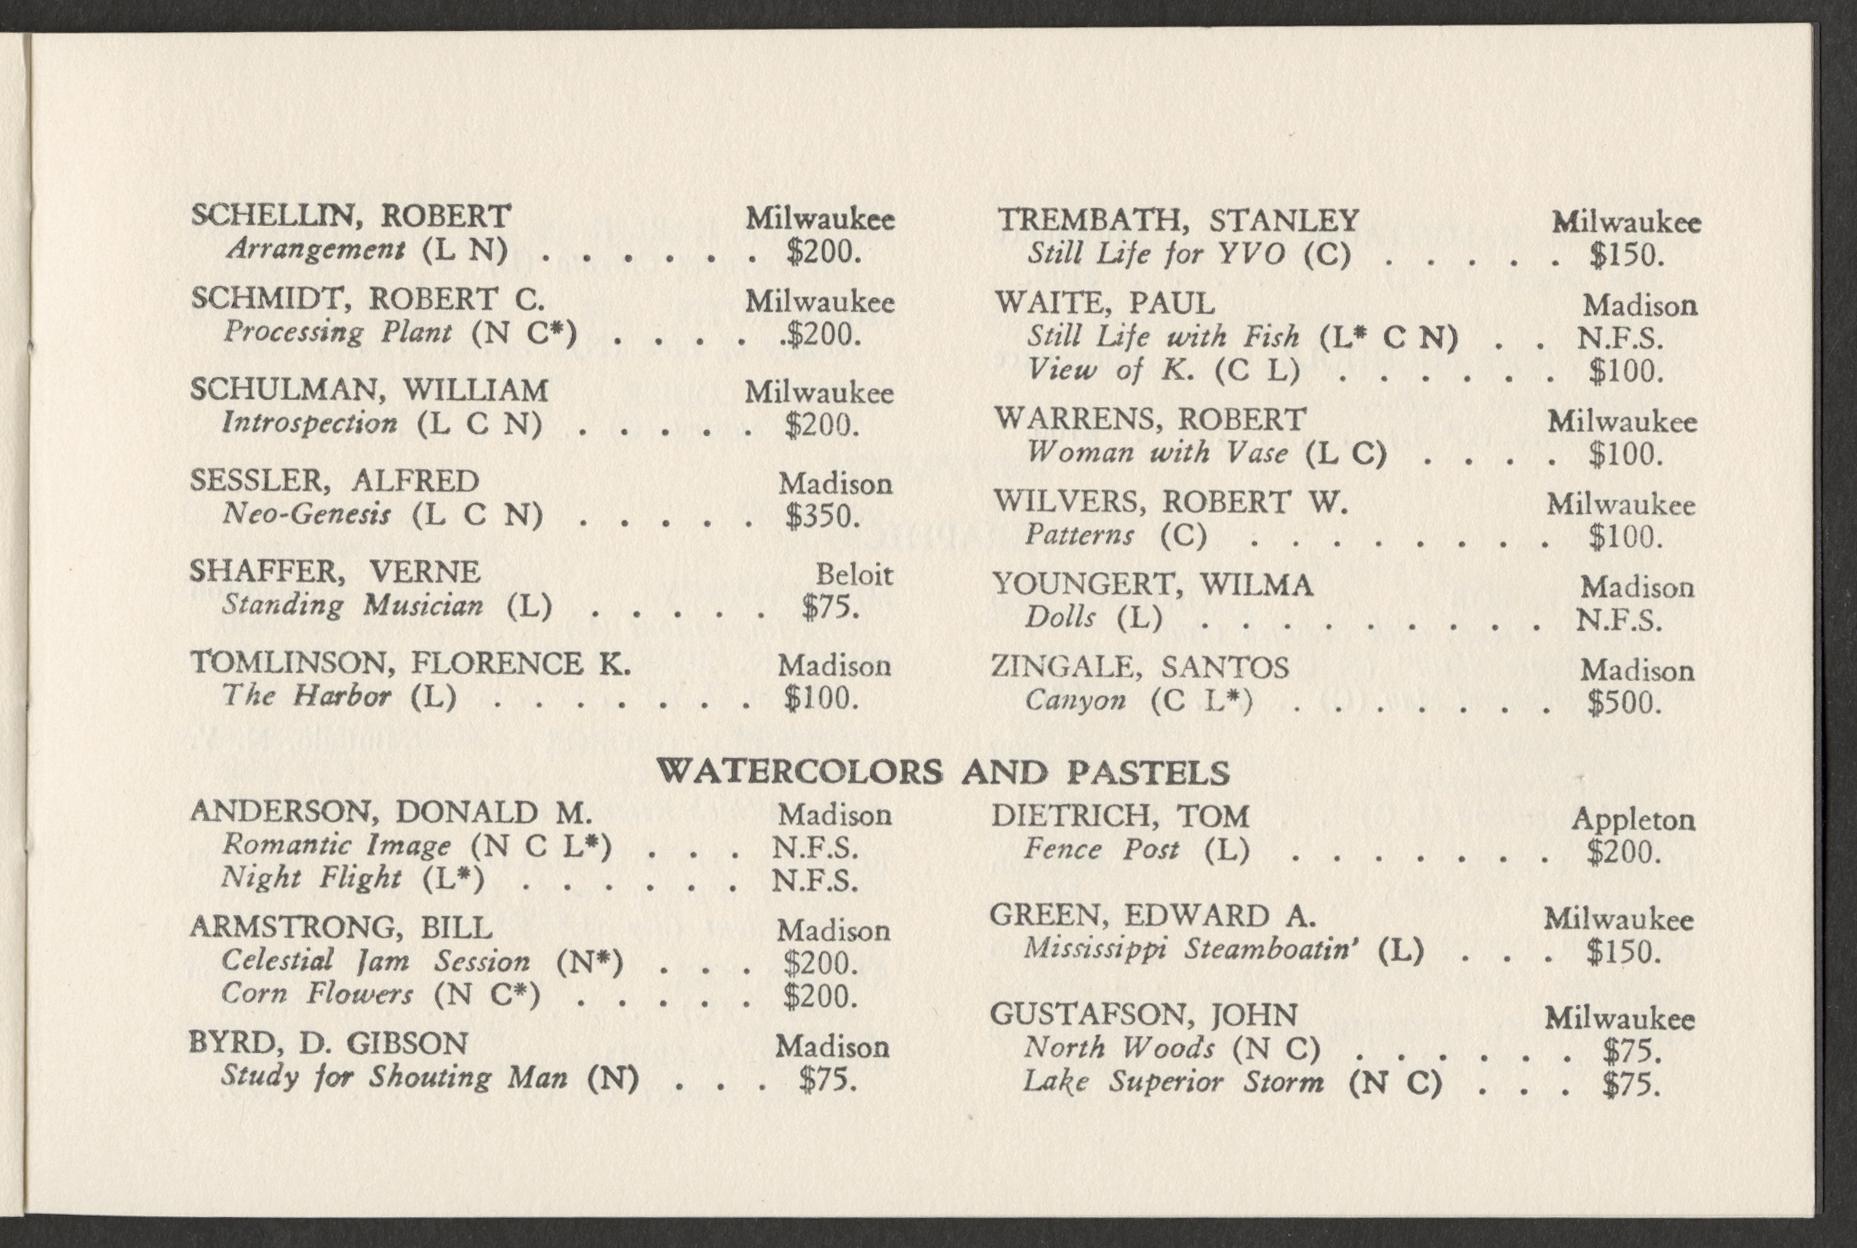 SCHELLIN, ROBERT Milwaukee
Arrangement (L N) . . . . . . . $200.
SCHMIDT, ROBERT C. Milwaukee
Processing Plant (N C*) . . . . .$200.
SCHULMAN, WILLIAM Milwaukee
Introspection (L C N) . . . . . $200.
SESSLER, ALFRED Madison
Neo-Genesis (L C N) . . . . . $350.
SHAFFER, VERNE Beloit
Standing Musician (L) . . . . . $75.
TOMLINSON, FLORENCE K. Madison
The Harbor (L) . . . . . . . $100.
TREMBATH, STANLEY Milwaukee
Still Life for YVO (C) . . . . . $150.
WAITE, PAUL Madison
Still Life with Fish (L* C N) . . N.F.S.
View of K. (C L) . . . . . . $100.
WARRENS, ROBERT Milwaukee
Woman with Vase (L C) . . . . $100.
WILVERS, ROBERT W. Milwaukee
Patterns (C) . . . . . . . . $100.
YOUNGERT, WILMA Madison
Dolls (L) . . . . . . . . . N.F.S.
ZINGALE, SANTOS Madison
Canyon (C L*) . . . . . . . $500.
WATERCOLORS AND PASTELS
ANDERSON, DONALD M. Madison
Romantic Image (N C L*) . . . N.F.S.
Night Flight (L*) . . . . . . N.F.S.
ARMSTRONG, BILL Madison
Celestial Jam Session (N*) . . . $200.
Corn Flowers (N C*) . . . . . $200.
BYRD, D. GIBSON Madison
Study for Shouting Man (N) . . . $75.
DIETRICH, TOM Appleton
Fence Post (L) . . . . . . . $200.
GREEN, EDWARD A. Milwaukee
Mississippi Steamboatin' (L) . . . $150.
GUSTAFSON, JOHN Milwaukee
North Woods (N C) . . . . . . $75.
Lake Superior Storm (N C) . . . $75.